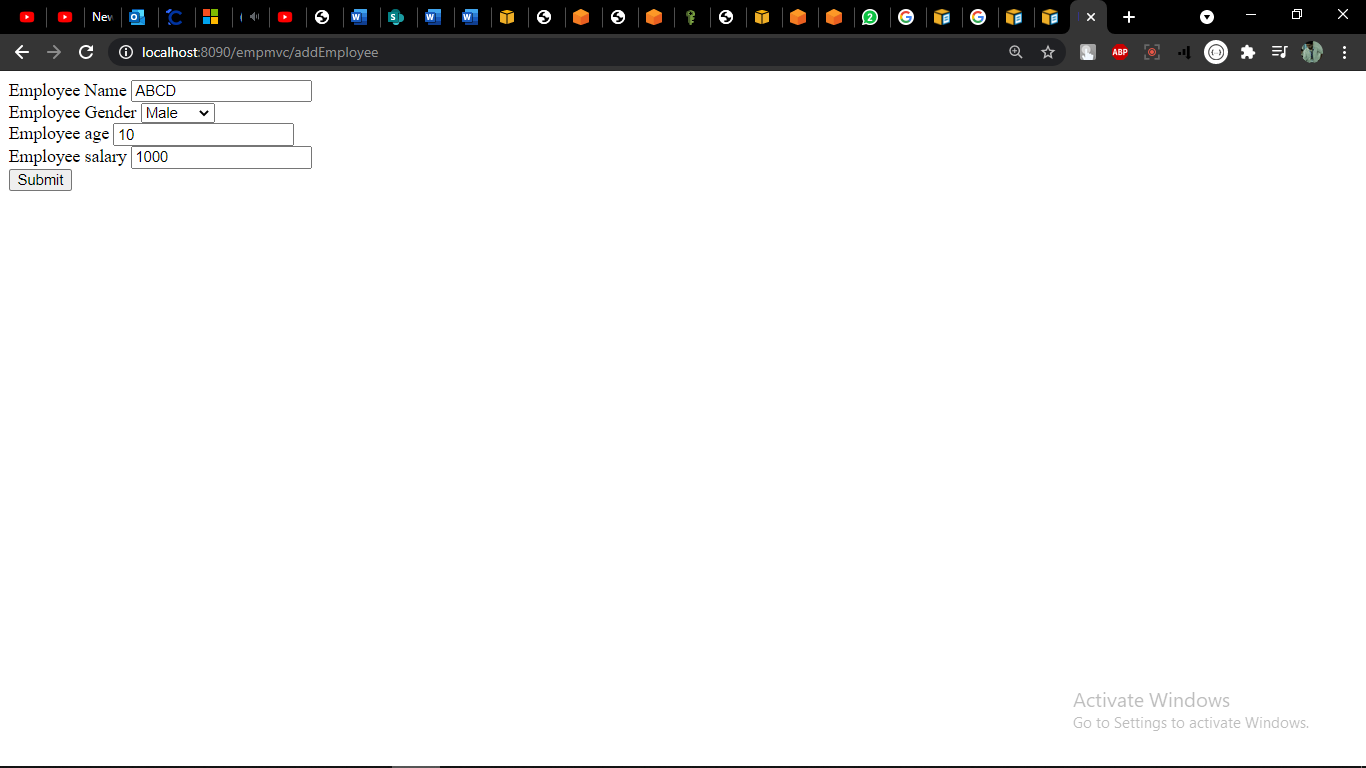 New
localhost:8090/empmvc/addEmployee
ABP
Employee Name ABCD
Employee Gender Male
Employee age 10
Employee salary 1000
Submit
Activate Windows
Go to Settings to activate Windows.